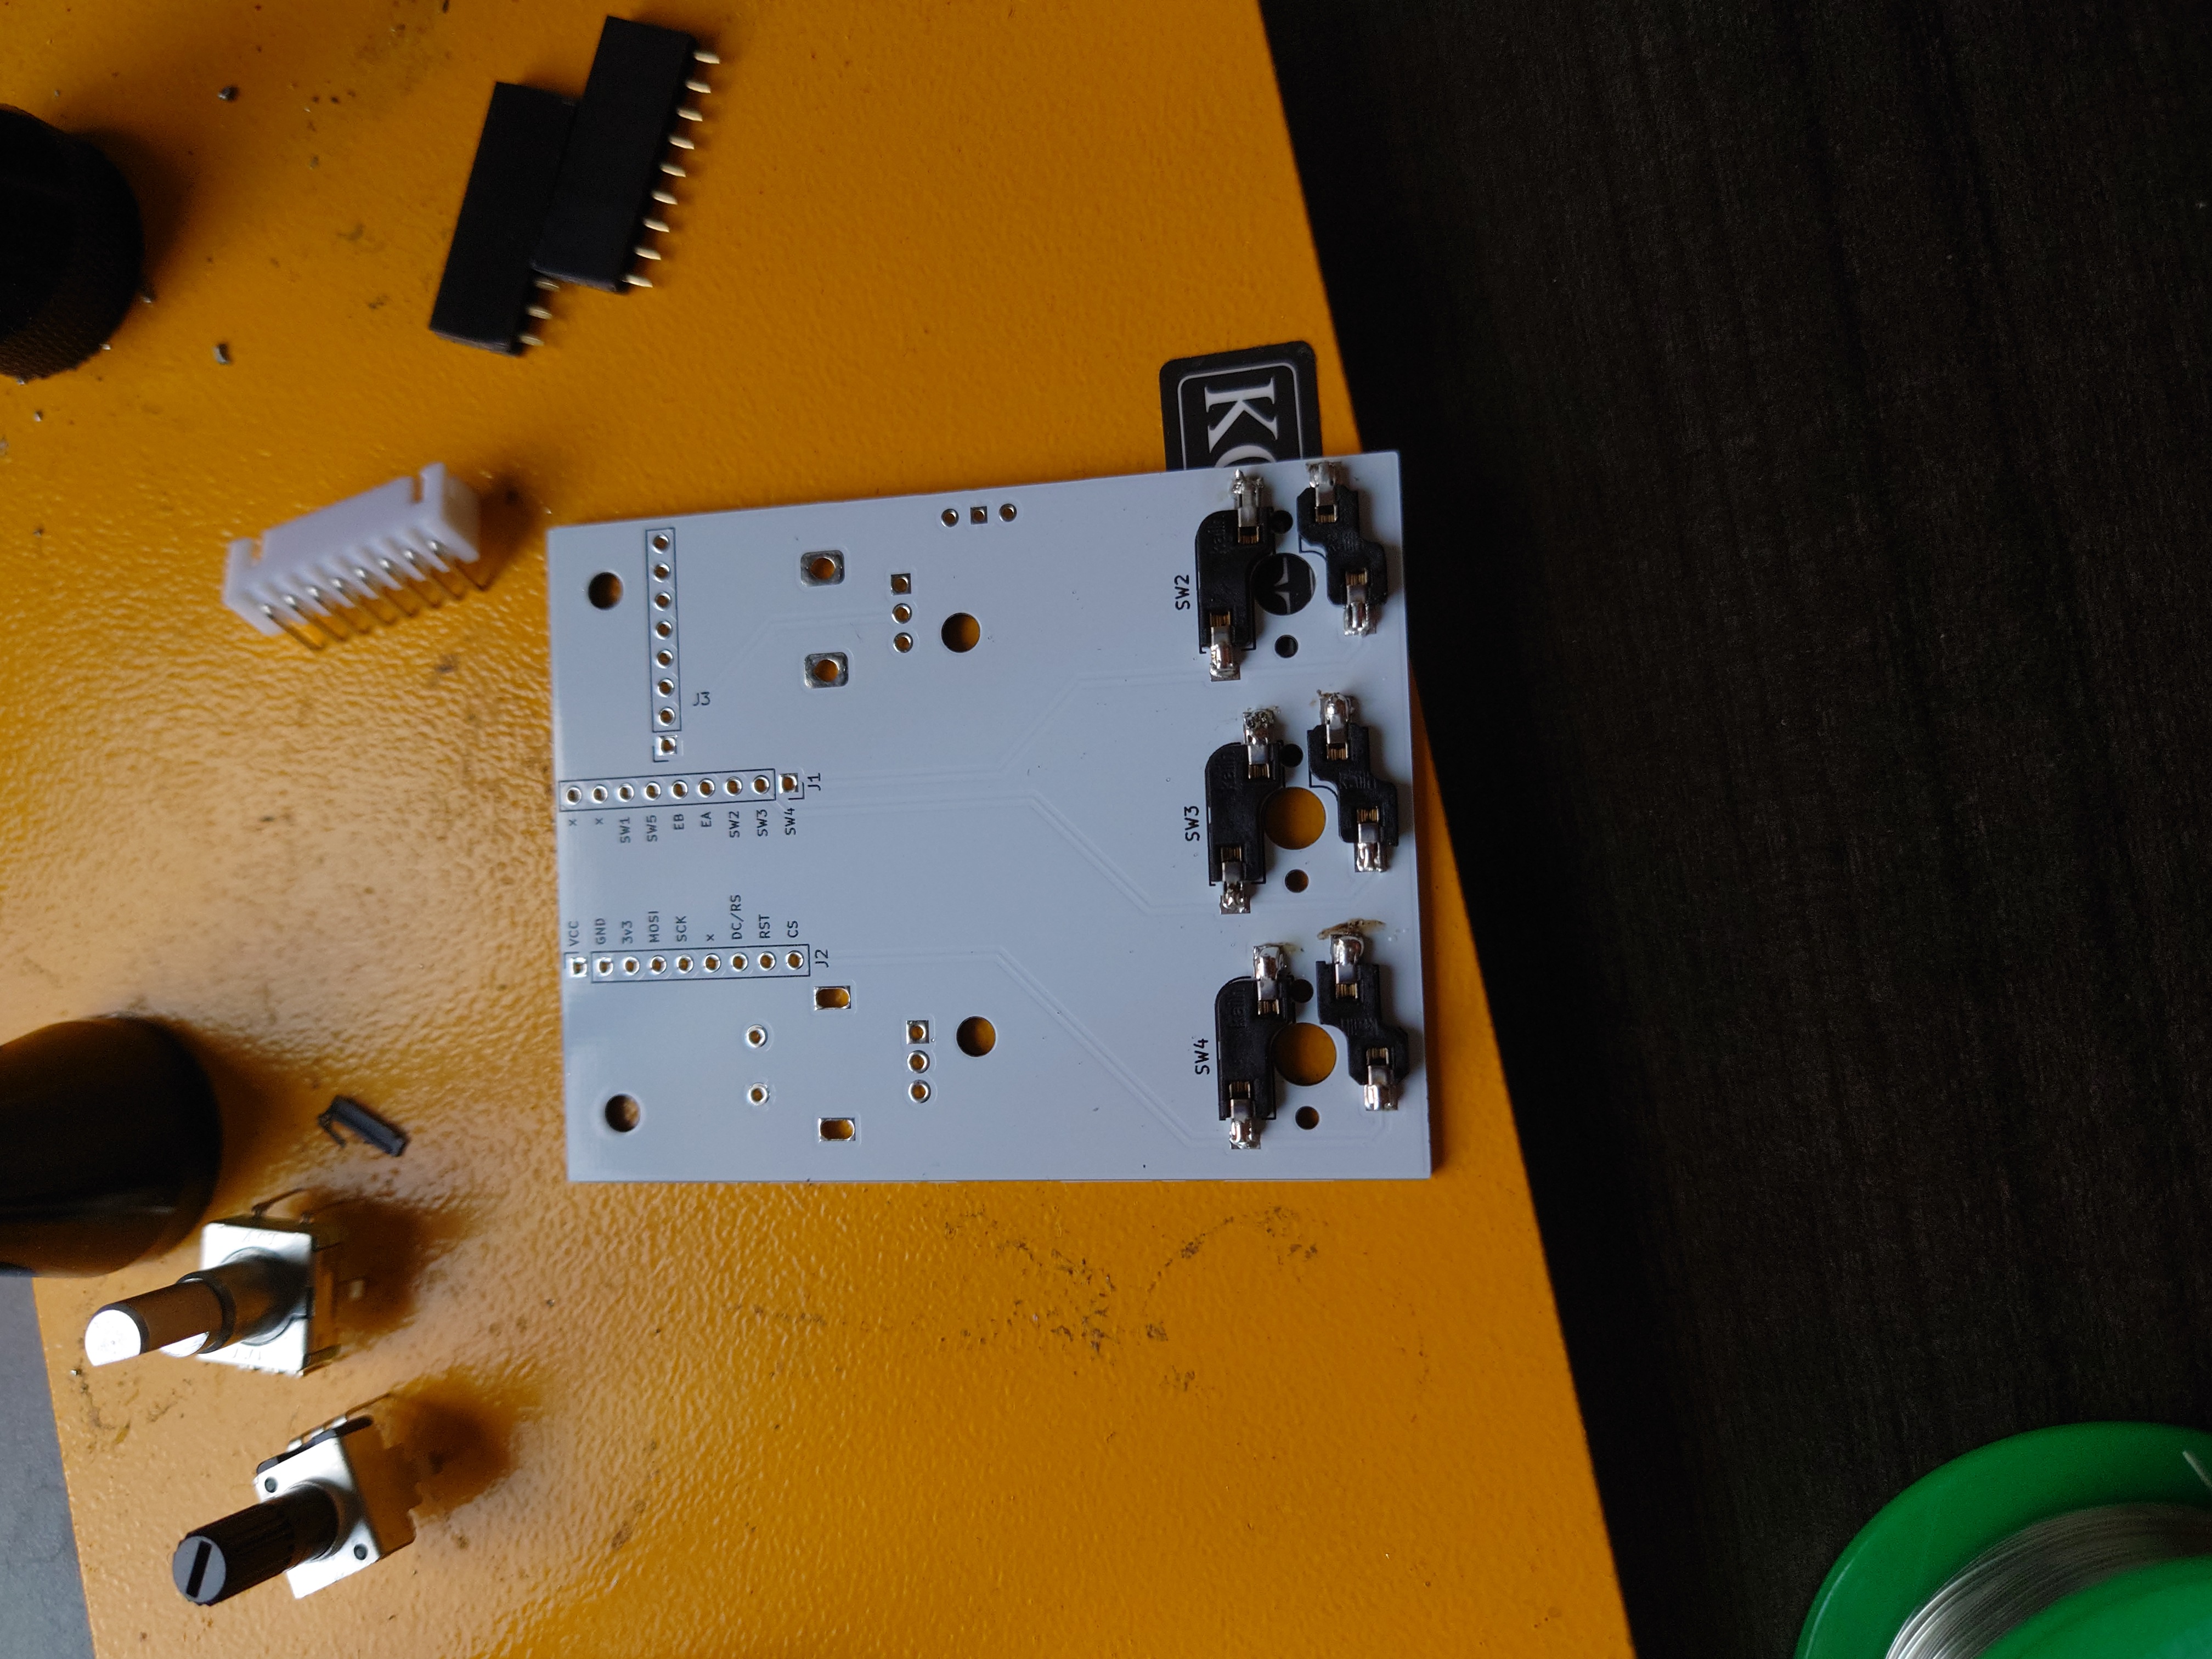 VCC
GND
3v3
MOSI
SCK
x
DC/RS
RST
CS
J2
x
x
SW1
SW5
EB
EA
SW2
SW3
SW4
J1
J3
SW4
SW3
SW2
kailh
kailh
kailh